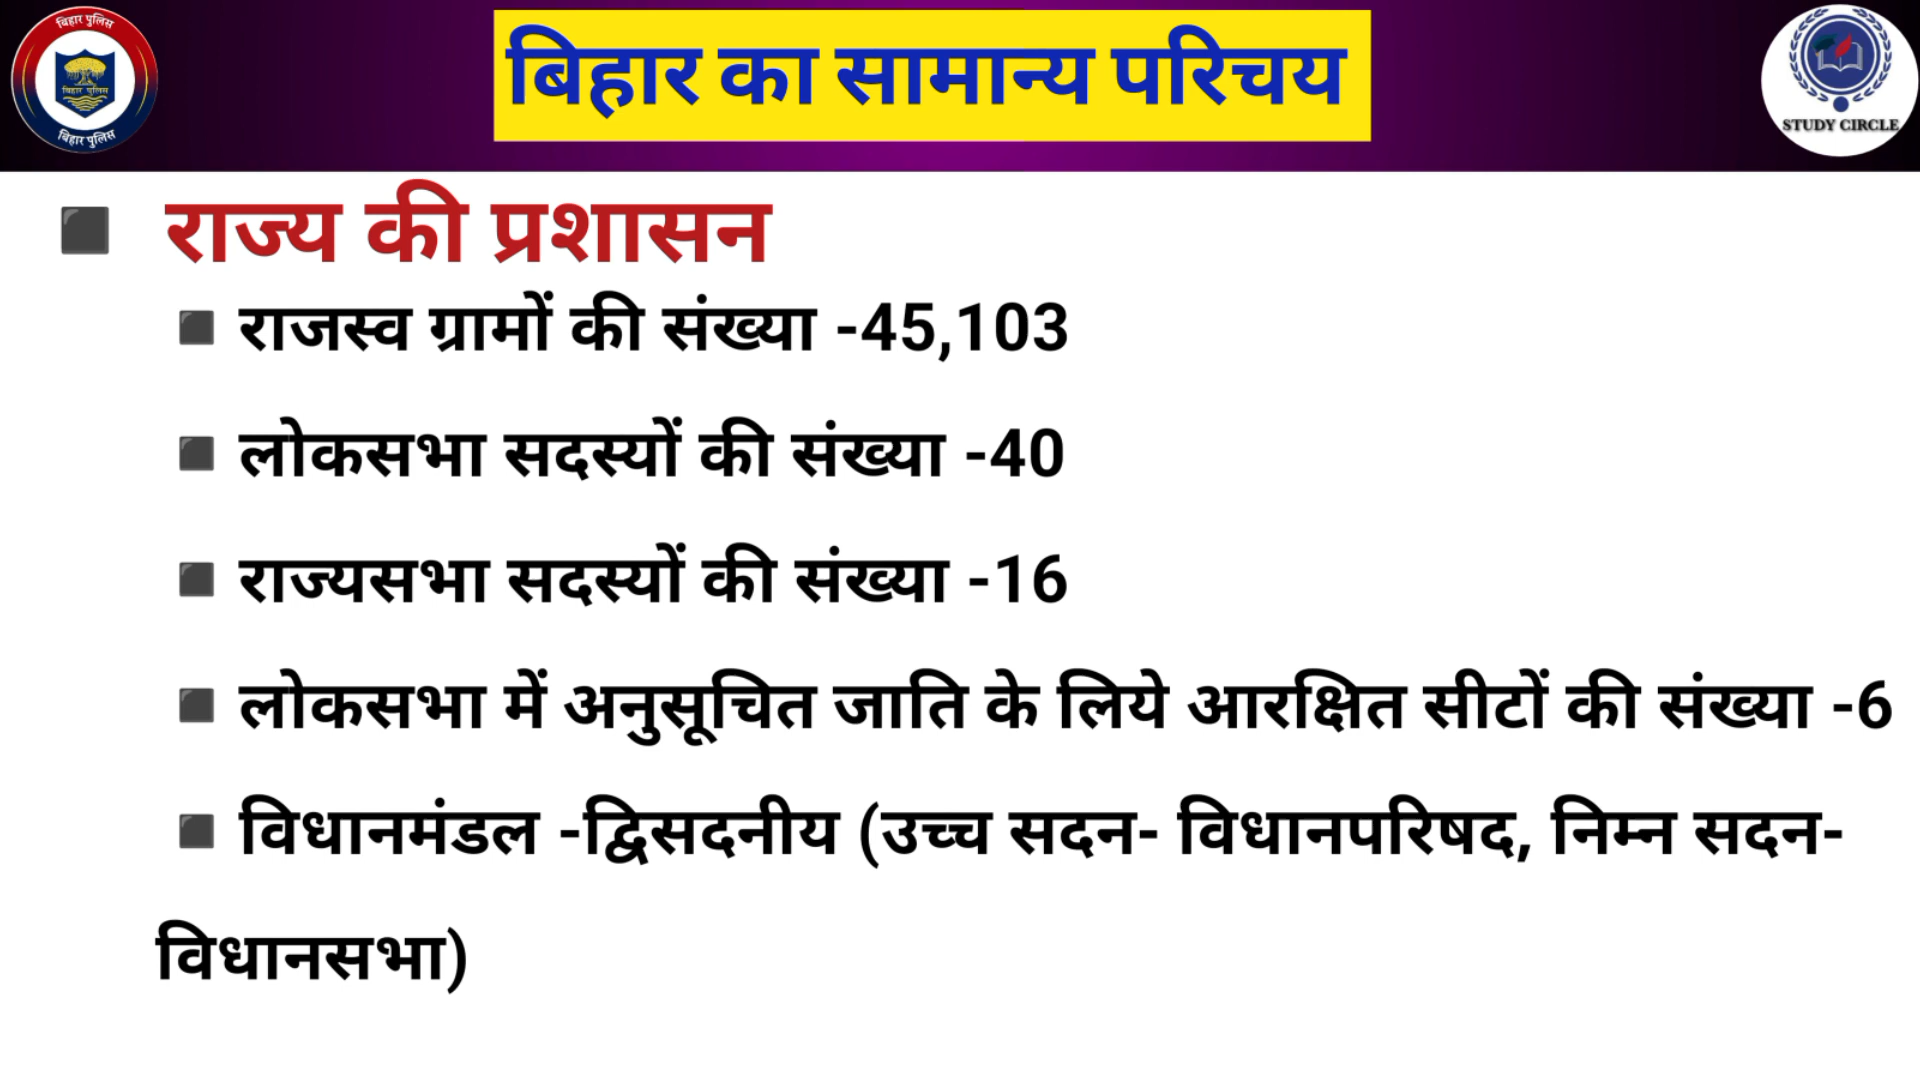 बिहार पुलिस
बिहार पुलिस
बिहार पुलिस
बिहार का सामान्य परिचय
STUDY CIRCLE
राज्य की प्रशासन
राजस्व ग्रामों की संख्या -45,103
लोकसभा सदस्यों की संख्या -40
राज्यसभा सदस्यों की संख्या -16
लोकसभा में अनुसूचित जाति के लिये आरक्षित सीटों की संख्या -6
विधानमंडल -द्विसदनीय (उच्च सदन- विधानपरिषद, निम्न सदन-
विधानसभा)